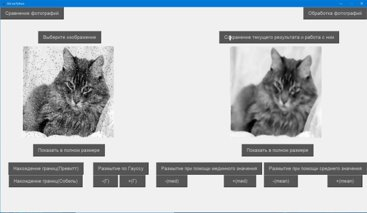 Сравнение фотографий
Обработка фотографий
Выберите изображение
Сохранение текущего результата и работа с ним
Показать в полном размере
Показать в полном размере
Нахождение границ(Превитт)
Размытие по Гауссу
Размытие при помощи медианного значения
Размытие при помощи среднего значения
Нахождение границ(Собель)
-(Г)
+(Г)
-(med)
+(med)
-(mean)
+(mean)